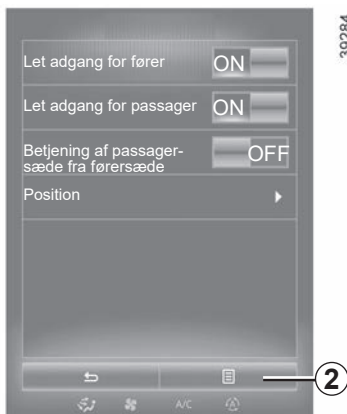 39284
Let adgang for fører ON
Let adgang for passager ON
Betjening af passager-
sæde fra førersæde OFF
Position
A/C
2